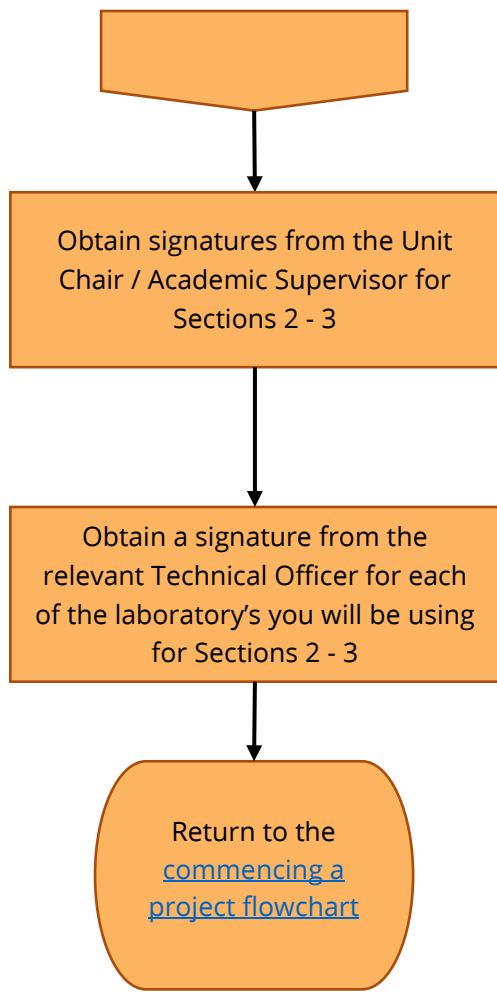 Obtain signatures from the Unit
Chair / Academic Supervisor for
Sections 2 - 3
Obtain a signature from the
relevant Technical Officer for each
of the laboratory’s you will be using
for Sections 2 - 3
Return to the
commencing a
project flowchart